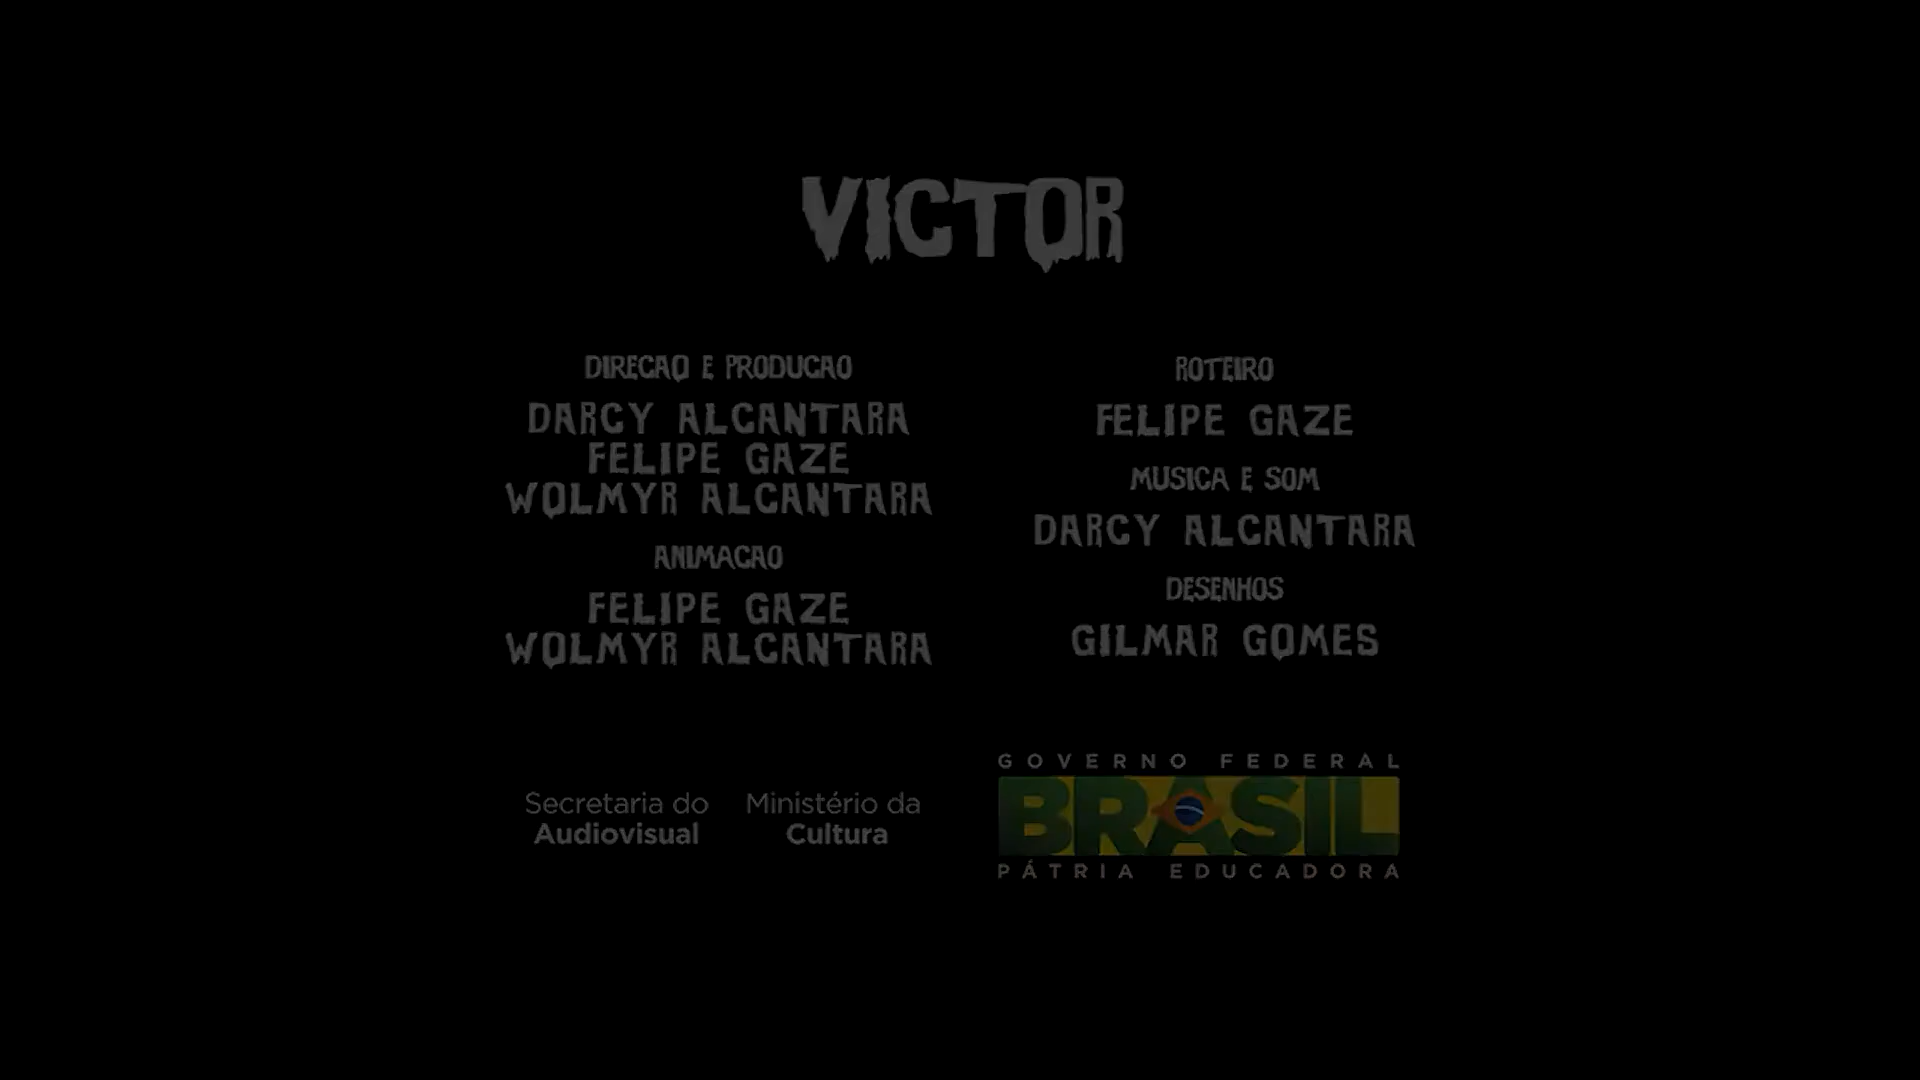 VICTOR
DIRECAO E PRODUCAO
DARCY ALCANTARA
FELIPE GAZE
WOLMYR ALCANTARA
ANIMACAO
FELIPE GAZE
WOLMYR ALCANTARA
ROTEIRO
FELIPE GAZE
MUSICA E SOM
DARCY ALCANTARA
DESENHOS
GILMAR GOMES
Secretaria do
Audiovisual
Ministério da
Cultura
GOVERNO FEDERAL
BRASIL
PÁTRIA EDUCADORA